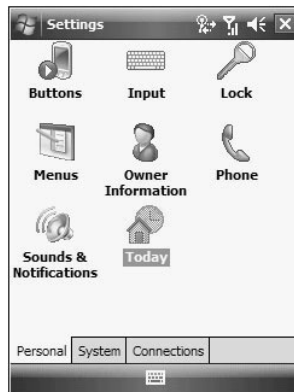 Settings
Buttons
Input
Lock
Menus
Owner
Information
Phone
Sounds &
Notifications
Today
Personal
System
Connections